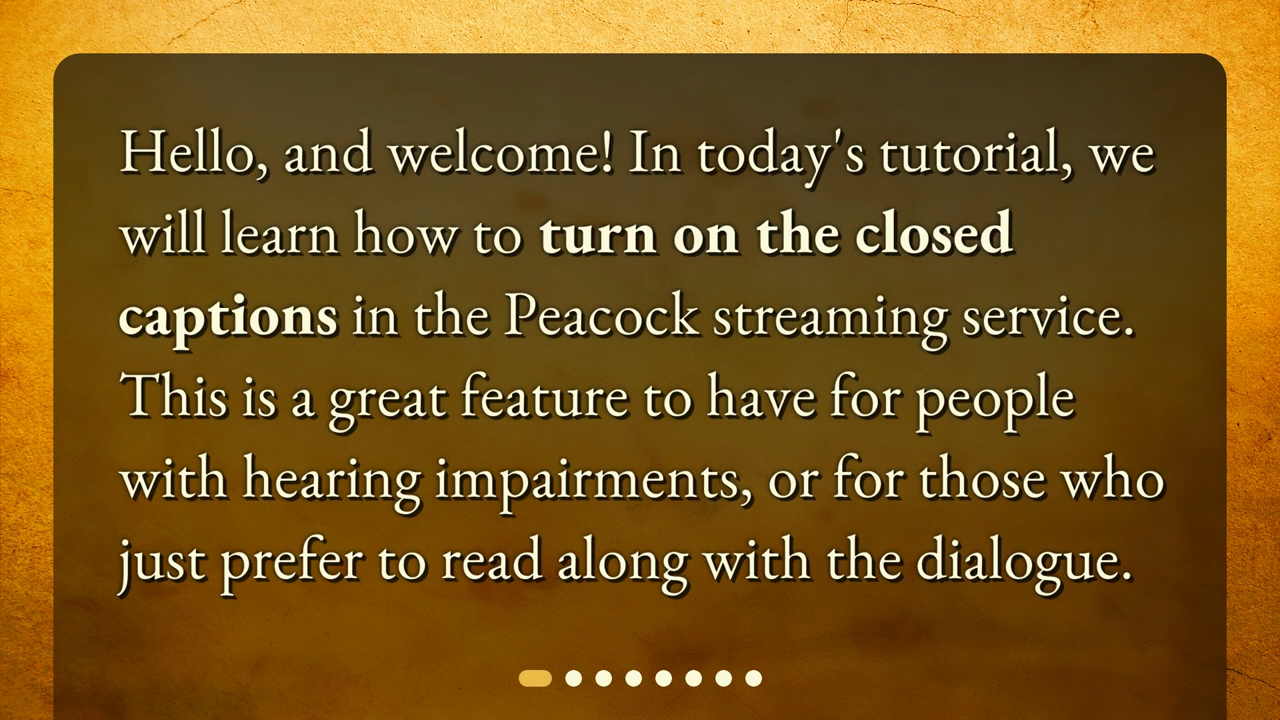 Hello, and welcome! In today's tutorial, we
will learn how to turn on the closed
captions in the Peacock streaming service.
This is a great feature to have for people
with hearing impairments, or for those who
just prefer to read along with the dialogue.